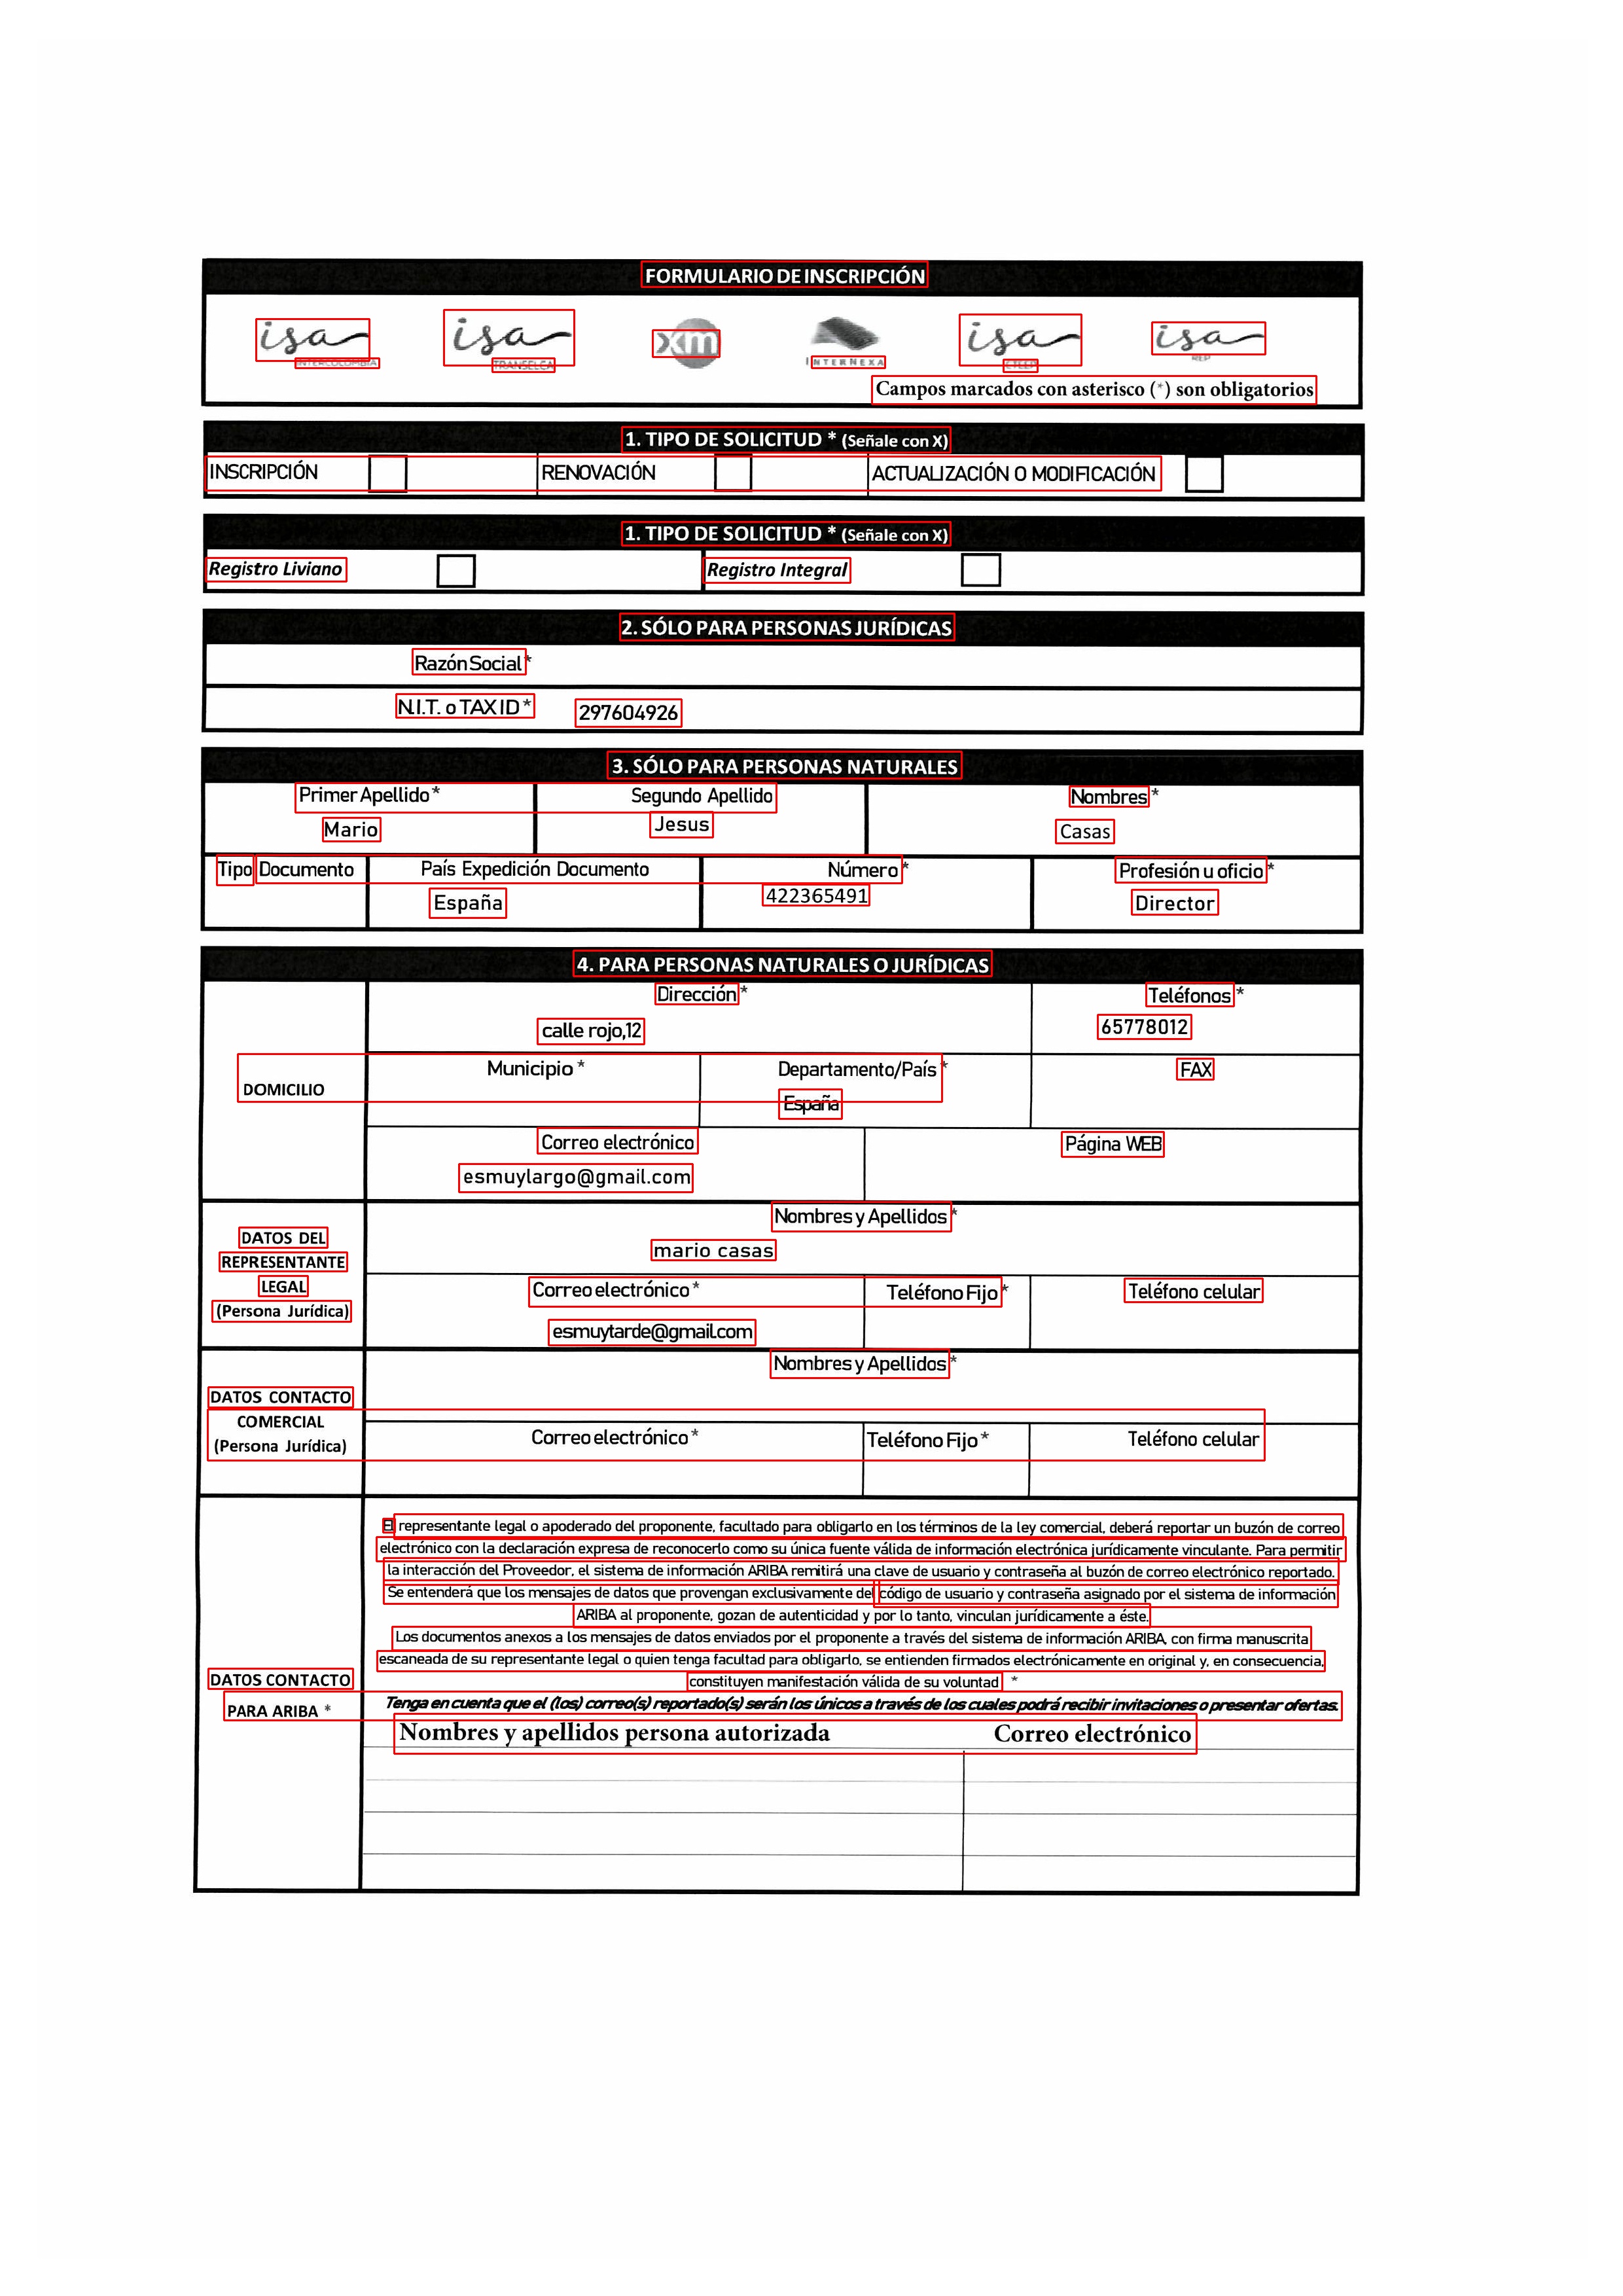 FORMULARIO DE INSCRIPCIÓN
isa isa xm isa isa
INTERCOLOMBIA TRANSELCA INTERNEXA REP
Campos marcados con asterisco (*) son obligatorios
1. TIPO DE SOLICITUD * (Señale con X)
INSCRIPCIÓN RENOVACIÓN ACTUALIZACIÓN O MODIFICACIÓN
1. TIPO DE SOLICITUD * (Señale con X)
Registro Liviano Registro Integral
2. SÓLO PARA PERSONAS JURÍDICAS
Razón Social *
N.I.T. o TAX ID * 297604926
3. SÓLO PARA PERSONAS NATURALES
Primer Apellido * Segundo Apellido Nombres *
Mario Jesus Casas
Tipo Documento País Expedición Documento Número * Profesión u oficio *
España 422365491 Director
4. PARA PERSONAS NATURALES O JURÍDICAS
Dirección * Teléfonos *
calle rojo,12 65778012
DOMICILIO Municipio * Departamento/País * FAX
España
Correo electrónico Página WEB
esmuylargo@gmail.com
DATOS DEL
REPRESENTANTE
LEGAL
(Persona Jurídica)
Nombres y Apellidos *
mario casas
Correo electrónico * Teléfono Fijo * Teléfono celular
esmuytarde@gmail.com
DATOS CONTACTO
COMERCIAL
(Persona Jurídica)
Nombres y Apellidos *
Correo electrónico * Teléfono Fijo * Teléfono celular
El representante legal o apoderado del proponente, facultado para obligarlo en los términos de la ley comercial, deberá reportar un buzón de correo
electrónico con la declaración expresa de reconocerlo como su única fuente válida de información electrónica jurídicamente vinculante. Para permitir
la interacción del Proveedor, el sistema de información ARIBA remitirá una clave de usuario y contraseña al buzón de correo electrónico reportado.
Se entenderá que los mensajes de datos que provengan exclusivamente del código de usuario y contraseña asignado por el sistema de información
ARIBA al proponente, gozan de autenticidad y por lo tanto, vinculan jurídicamente a éste.
Los documentos anexos a los mensajes de datos enviados por el proponente a través del sistema de información ARIBA, con firma manuscrita
escaneada de su representante legal o quien tenga facultad para obligarlo, se entienden firmados electrónicamente en original y, en consecuencia,
constituyen manifestación válida de su voluntad *
DATOS CONTACTO
PARA ARIBA *
Tenga en cuenta que el (los) correo(s) reportado(s) serán los únicos a través de los cuales podrá recibir invitaciones o presentar ofertas.
Nombres y apellidos persona autorizada Correo electrónico